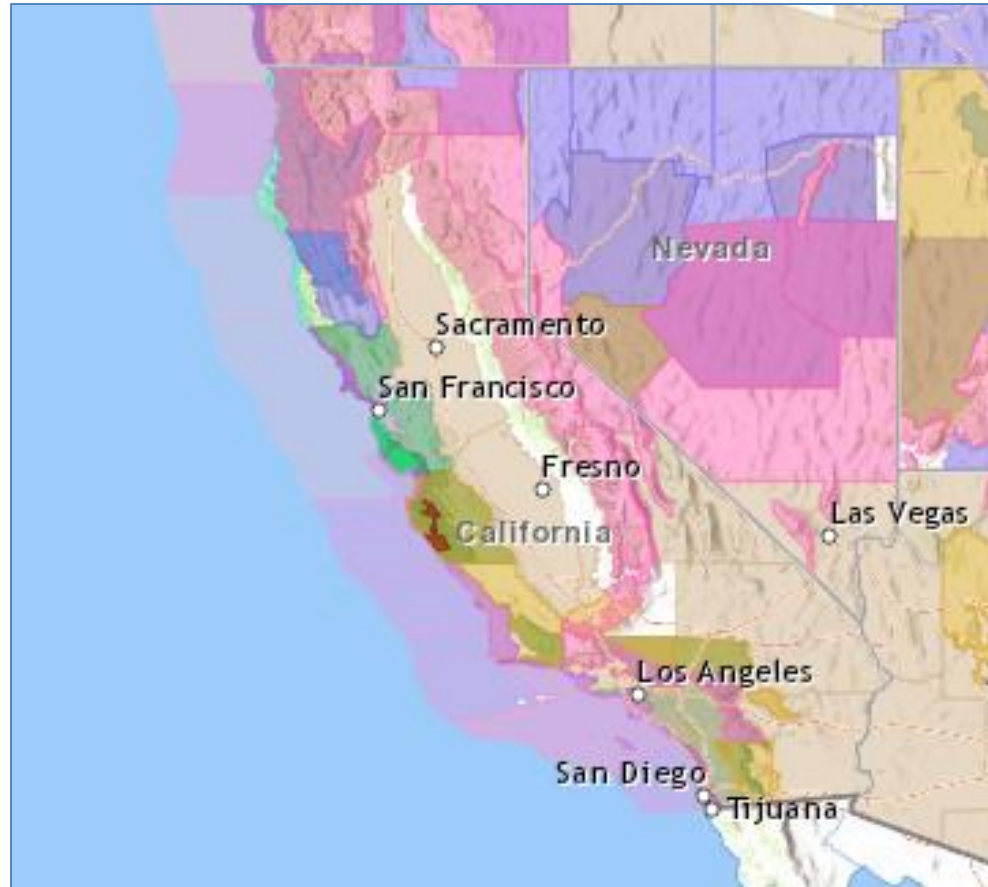 Nevada
Sacramento
San Francisco
Fresno
Las Vegas
California
Los Angeles
San Diego
Tijuana